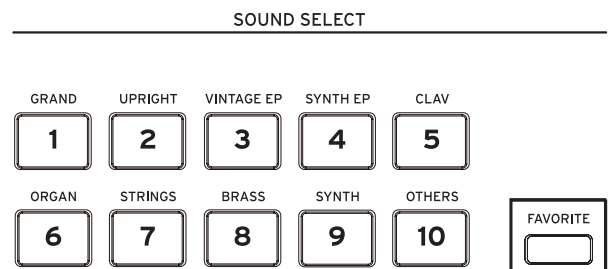 SOUND SELECT
GRAND UPRIGHT VINTAGE EP SYNTH EP CLAV
1 2 3 4 5
ORGAN STRINGS BRASS SYNTH OTHERS
6 7 8 9 10
FAVORITE